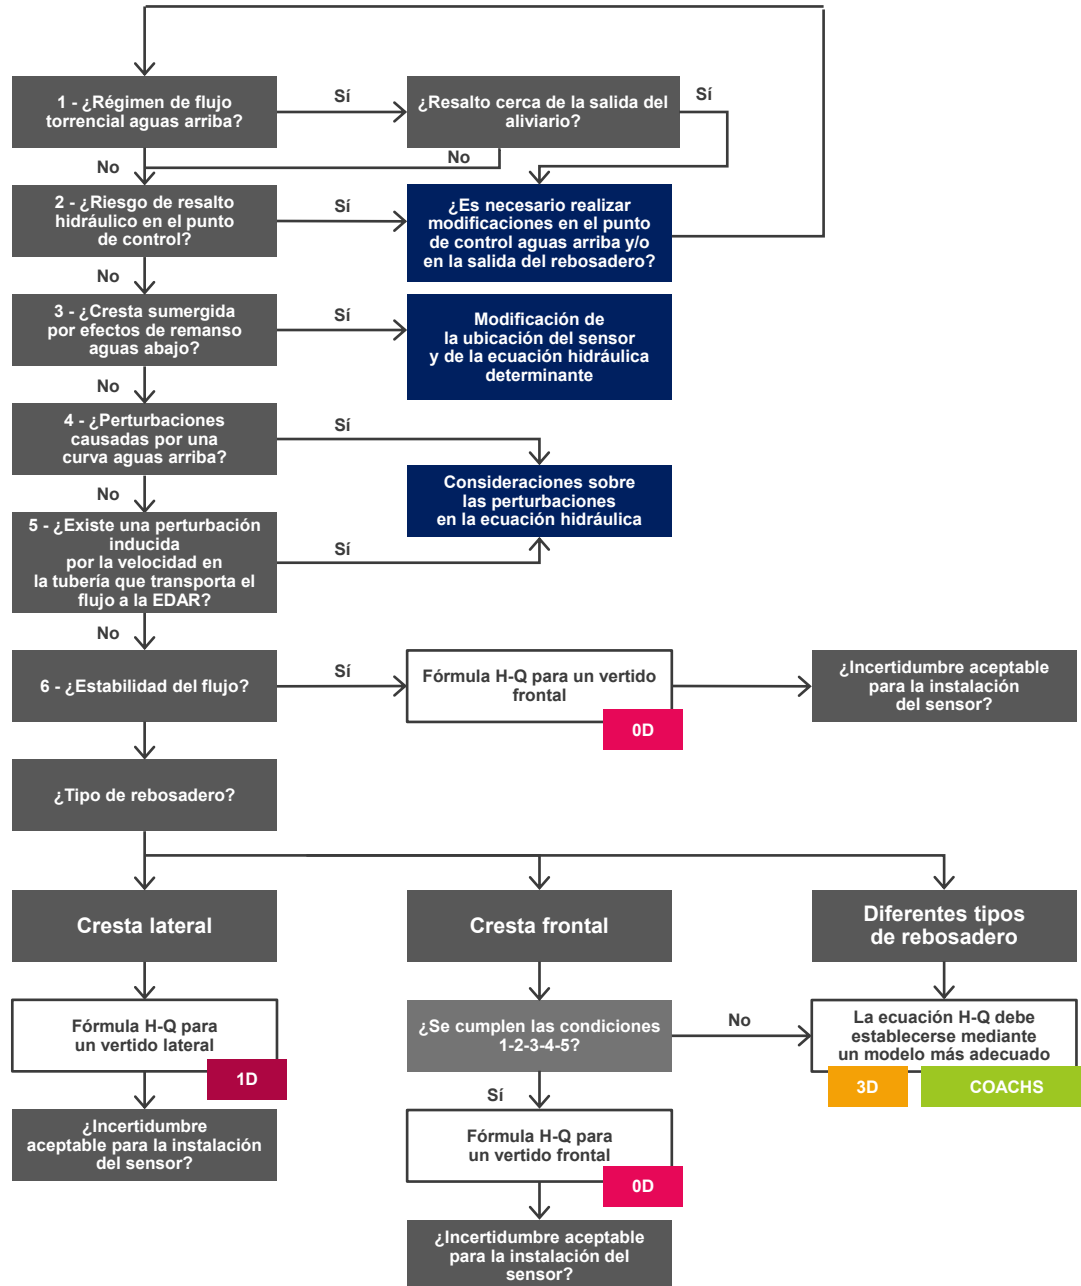 1 - ¿Régimen de flujo
torrencial aguas arriba?
Sí
¿Resalto cerca de la salida del
aliviario?
Sí
No
No
2 - ¿Riesgo de resalto
hidráulico en el punto
de control?
Sí
¿Es necesario realizar
modificaciones en el punto
de control aguas arriba y/o
en la salida del rebosadero?
No
3 - ¿Cresta sumergida
por efectos de remanso
aguas abajo?
Sí
Modificación de
la ubicación del sensor
y de la ecuación hidráulica
determinante
No
4 - ¿Perturbaciones
causadas por una
curva aguas arriba?
Sí
Consideraciones sobre
las perturbaciones
en la ecuación hidráulica
No
5 - ¿Existe una perturbación
inducida
por la velocidad en
la tubería que transporta el
flujo a la EDAR?
Sí
No
6 - ¿Estabilidad del flujo?
Sí
Fórmula H-Q para un vertido
frontal
0D
¿Incertidumbre aceptable
para la instalación
del sensor?
¿Tipo de rebosadero?
Cresta lateral
Cresta frontal
Diferentes tipos
de rebosadero
Fórmula H-Q para
un vertido lateral
1D
¿Se cumplen las condiciones
1-2-3-4-5?
No
La ecuación H-Q debe
establecerse mediante
un modelo más adecuado
3D
COACHS
¿Incertidumbre
aceptable para la instalación
del sensor?
Sí
Fórmula H-Q para
un vertido frontal
0D
¿Incertidumbre aceptable
para la instalación del
sensor?